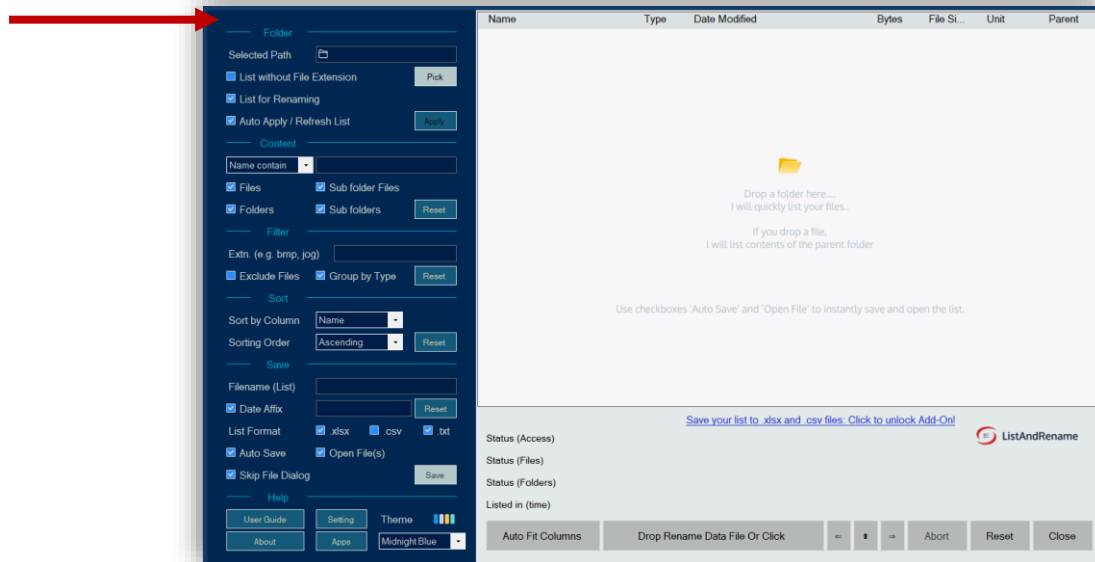 Folder
Selected Path
List without File Extension
Pick
List for Renaming
Auto Apply / Refresh List
Apply
Content
Name contain
Files
Sub folder Files
Folders
Sub folders
Reset
Filter
Extn. (e.g. bmp, jog)
Exclude Files
Group by Type
Reset
Sort
Sort by Column
Name
Sorting Order
Ascending
Reset
Save
Filename (List)
Date Affix
Reset
List Format
.xlsx
.csv
.txt
Auto Save
Open File(s)
Skip File Dialog
Save
Help
User Guide
Setting
Theme
About
Apps
Midnight Blue
Name
Type
Date Modified
Bytes
File Si...
Unit
Parent
Drop a folder here....
I will quickly list your files..
If you drop a file,
I will list contents of the parent folder
Use checkboxes 'Auto Save' and 'Open File' to instantly save and open the list.
Save your list to .xlsx and .csv files: Click to unlock Add-On!
ListAndRename
Status (Access)
Status (Files)
Status (Folders)
Listed in (time)
Auto Fit Columns
Drop Rename Data File Or Click
Abort
Reset
Close